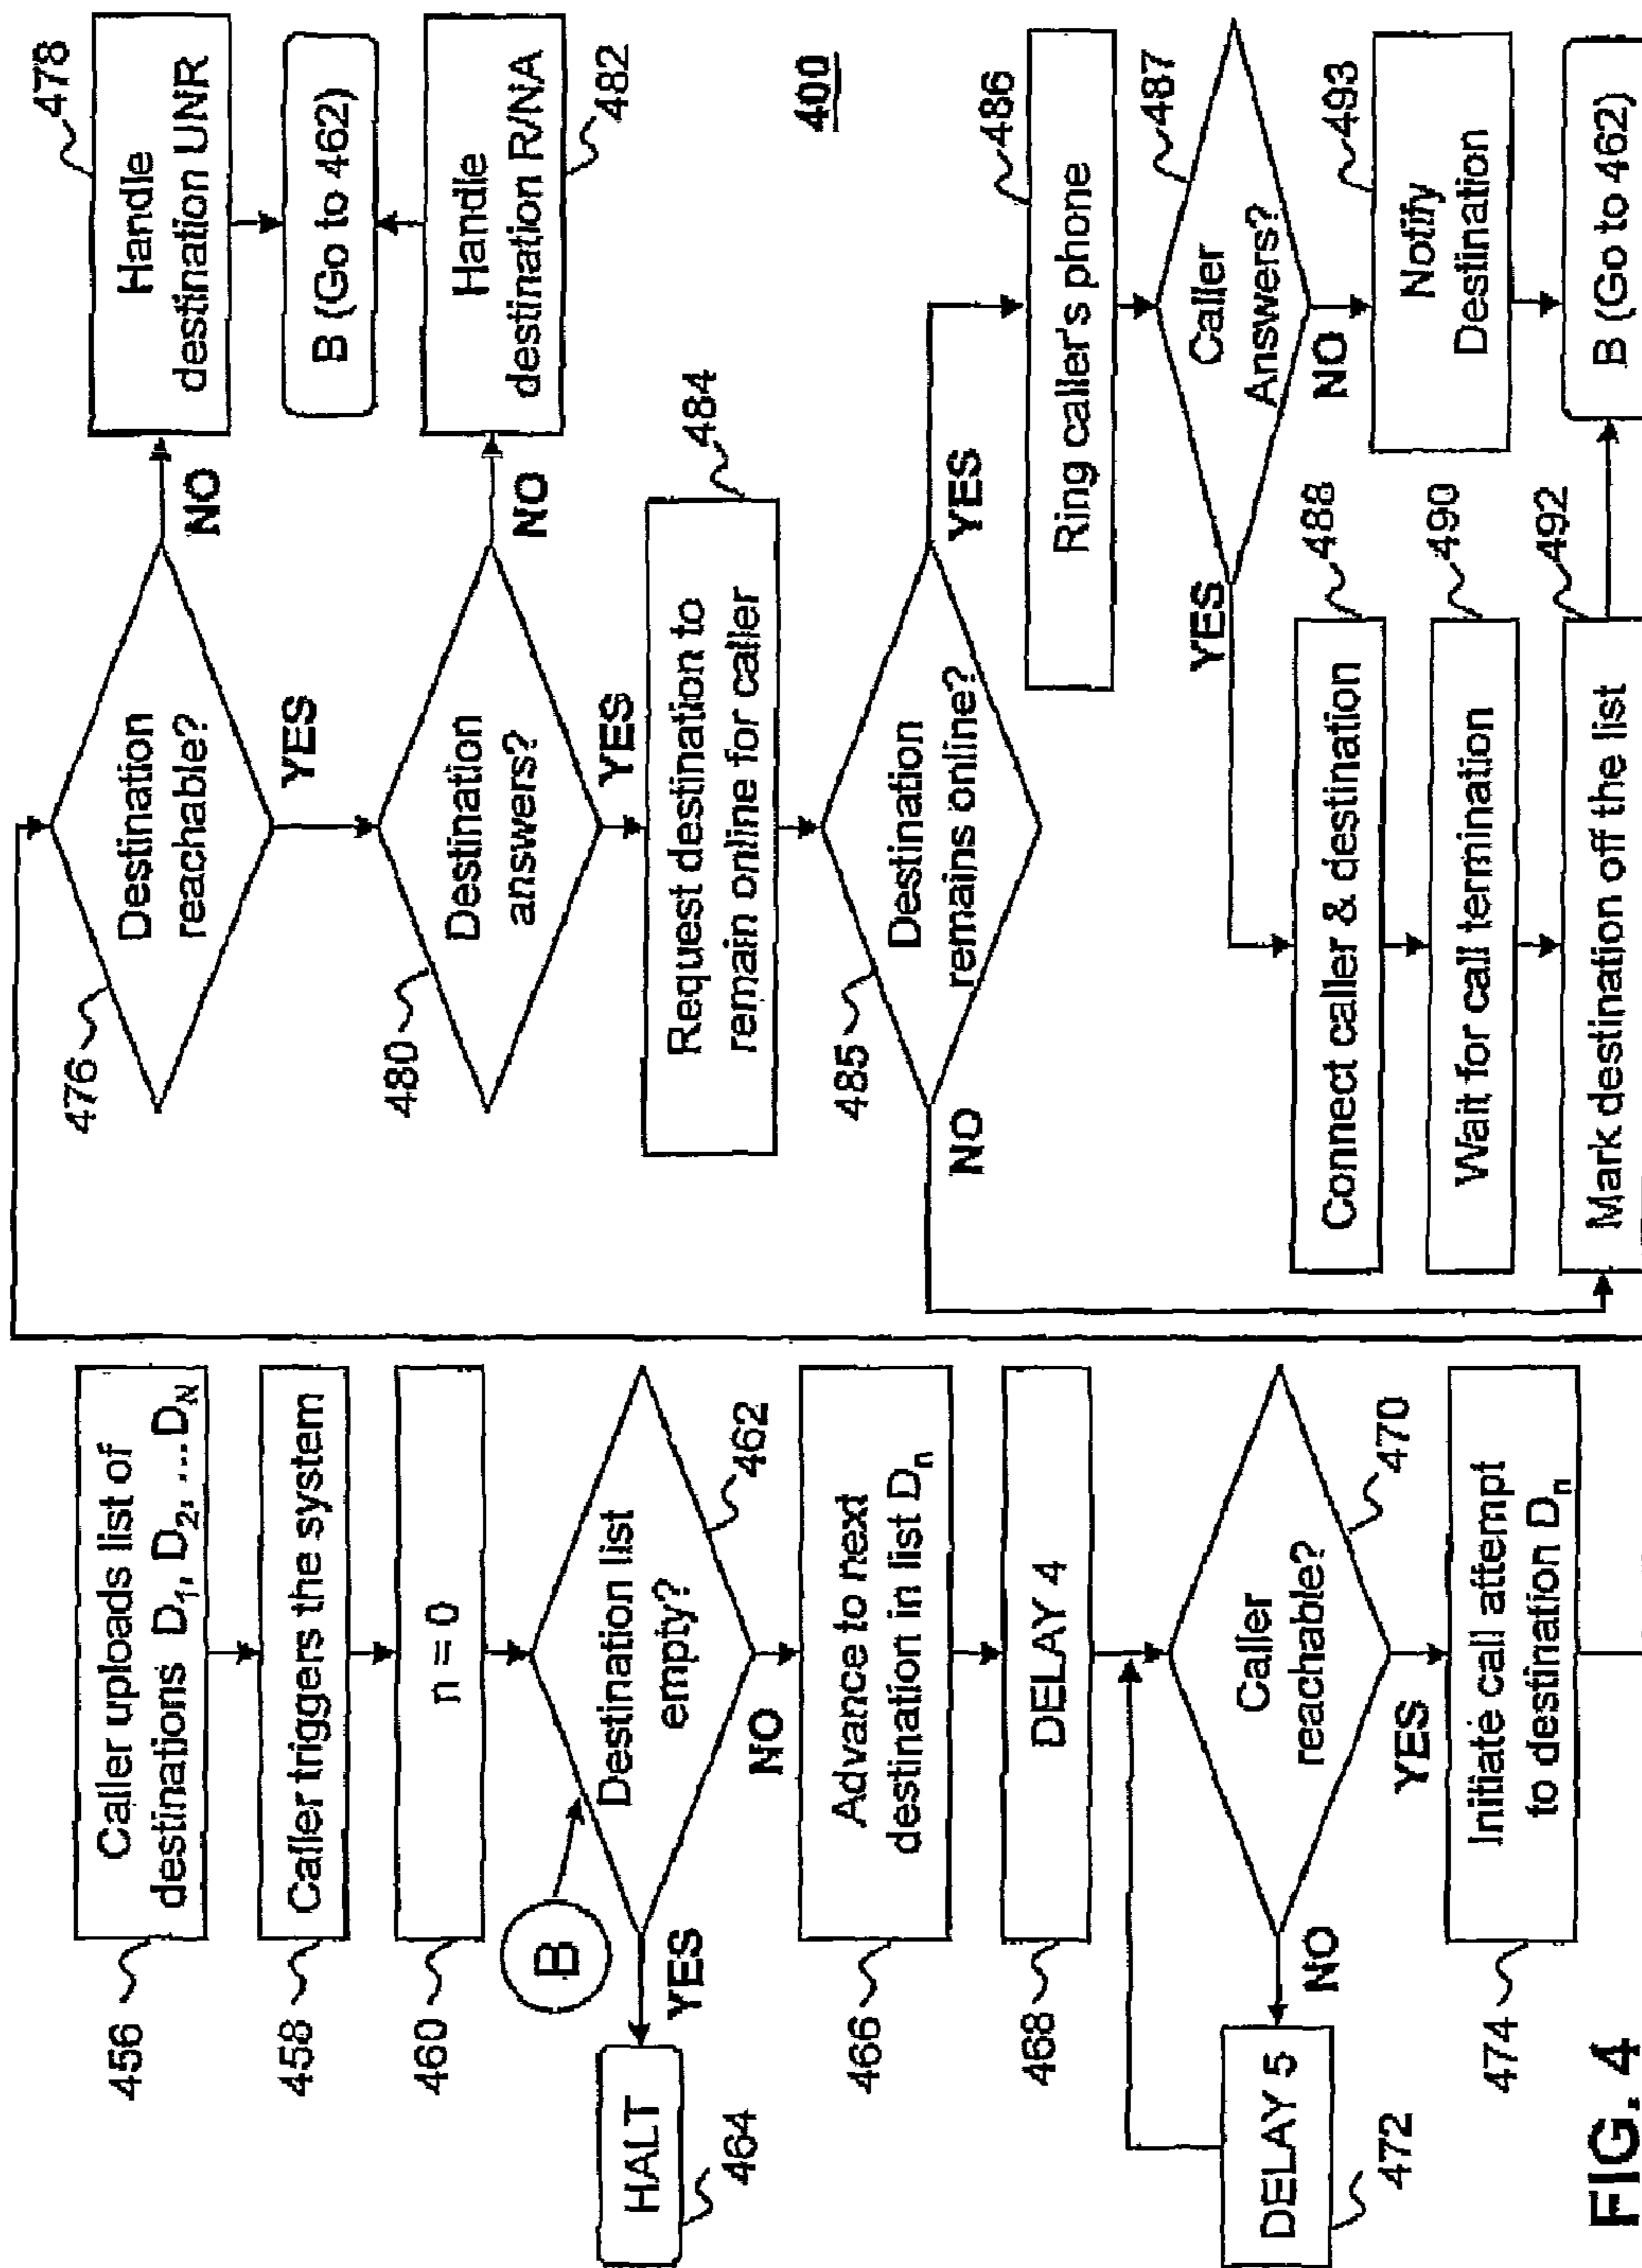 456
Caller uploads list of
destinations D1, D2, ...DN
458
Caller triggers the system
460
n = 0
B
Destination list
empty?
462
YES
NO
HALT
464
466
Advance to next
destination in list Dn
468
DELAY 4
Caller
reachable?
470
NO
YES
DELAY 5
472
474
Initiate call attempt
to destination Dn
FIG. 4
476
Destination
reachable?
NO
YES
Handle
destination UNR
478
B (Go to 462)
480
Destination
answers?
NO
YES
Handle
destination R/NA
482
Request destination to
remain online for caller
484
485
Destination
remains online?
NO
YES
400
Ring caller's phone
486
Caller
Answers?
487
YES
NO
Connect caller & destination
488
Notify
Destination
493
Wait for call termination
490
Mark destination off the list
492
B (Go to 462)